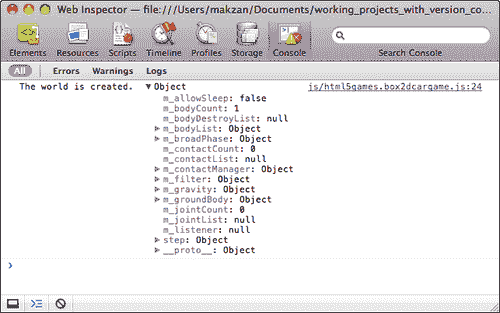 Web Inspector — file:///Users/makzan/Documents/working_projects_with_version_co...
Elements Resources Scripts Timeline Profiles Storage Console Search Console
All Errors Warnings Logs
The world is created. ▼Object js/html5games.box2dcargame.js:24
m_allowSleep: false
m_bodyCount: 1
m_bodyDestroyList: null
▶m_bodyList: Object
▶m_broadPhase: Object
m_contactCount: 0
m_contactList: null
▶m_contactManager: Object
▶m_filter: Object
▶m_gravity: Object
▶m_groundBody: Object
m_jointCount: 0
m_jointList: null
m_listener: null
▶step: Object
▶__proto__: Object